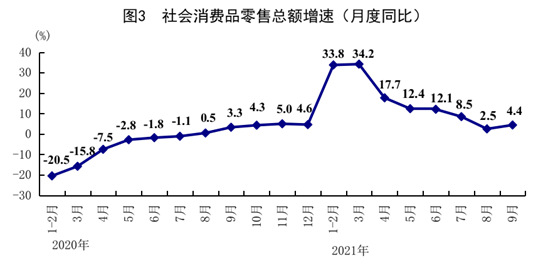 图3 社会消费品零售总额增速（月度同比）
(%)
40
30
20
10
0
-10
-20
-30
-20.5
-15.8
-7.5
-2.8
-1.8
-1.1
0.5
3.3
4.3
5.0
4.6
33.8
34.2
17.7
12.4
12.1
8.5
2.5
4.4
1-2月
3月
4月
5月
6月
7月
8月
9月
10月
11月
12月
1-2月
3月
4月
5月
6月
7月
8月
9月
2020年
2021年